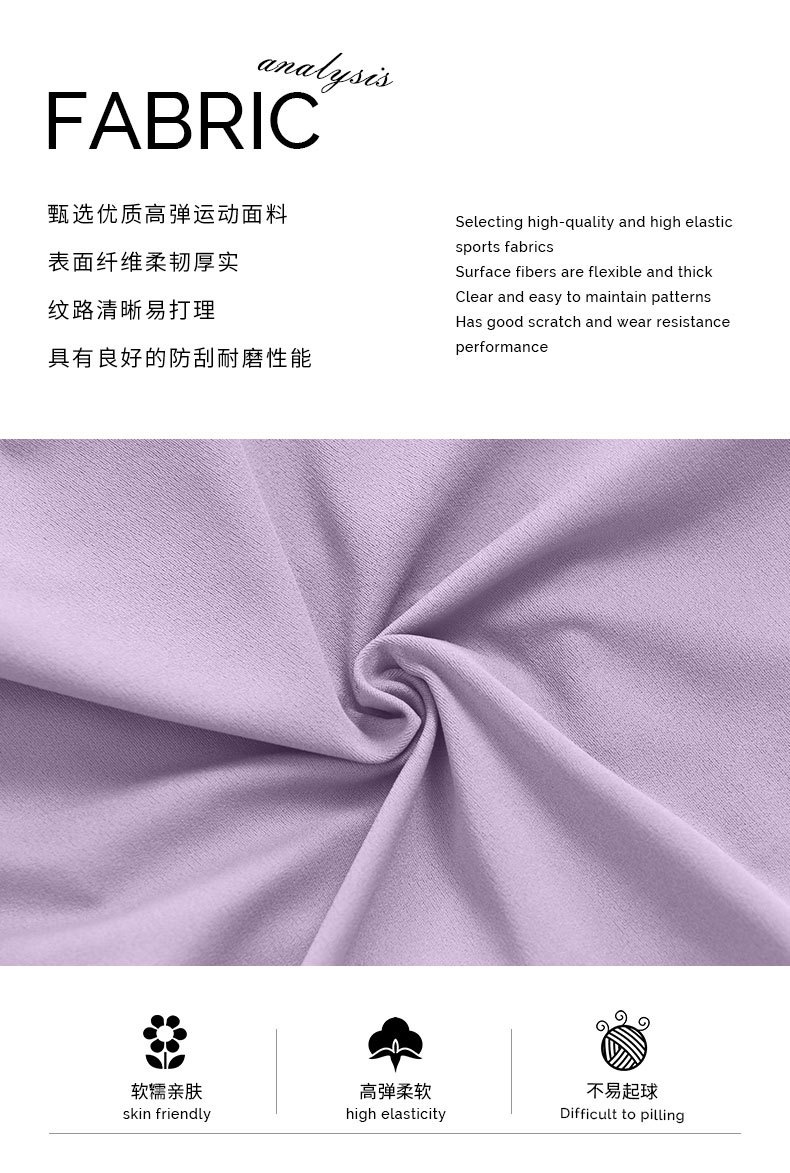 analysis
FABRIC
甄选优质高弹运动面料
表面纤维柔韧厚实
纹路清晰易打理
具有良好的防刮耐磨性能
Selecting high-quality and high elastic
sports fabrics
Surface fibers are flexible and thick
Clear and easy to maintain patterns
Has good scratch and wear resistance
performance
软糯亲肤
skin friendly
高弹柔软
high elasticity
不易起球
Difficult to pilling